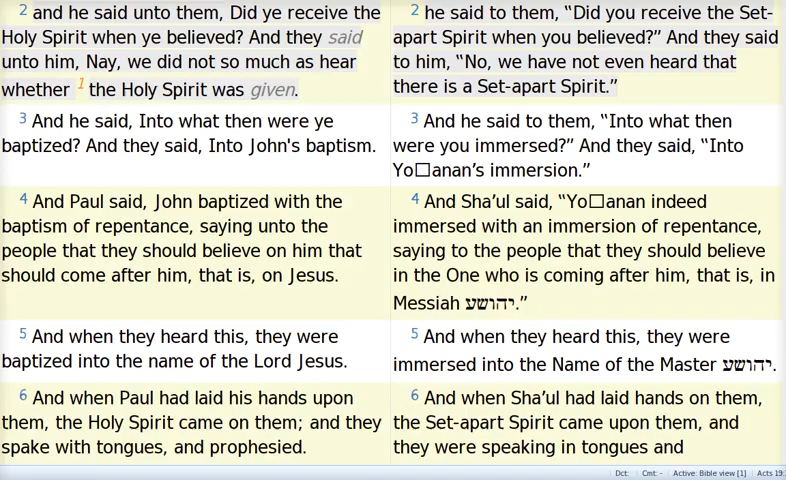 2 and he said unto them, Did ye receive the
Holy Spirit when ye believed? And they said
unto him, Nay, we did not so much as hear
whether 1 the Holy Spirit was given.
3 And he said, Into what then were ye
baptized? And they said, Into John's baptism.
4 And Paul said, John baptized with the
baptism of repentance, saying unto the
people that they should believe on him that
should come after him, that is, on Jesus.
5 And when they heard this, they were
baptized into the name of the Lord Jesus.
6 And when Paul had laid his hands upon
them, the Holy Spirit came on them; and they
spake with tongues, and prophesied.
2 he said to them, “Did you receive the Set-
apart Spirit when you believed?” And they said
to him, “No, we have not even heard that
there is a Set-apart Spirit.”
3 And he said to them, “Into what then
were you immersed?” And they said, “Into
Yo□anan’s immersion.”
4 And Sha’ul said, “Yo□anan indeed
immersed with an immersion of repentance,
saying to the people that they should believe
in the One who is coming after him, that is, in
Messiah יהושע.”
5 And when they heard this, they were
immersed into the Name of the Master יהושע.
6 And when Sha’ul had laid hands on them,
the Set-apart Spirit came upon them, and
they were speaking in tongues and
Dct: Cmt: - Active: Bible view [1] Acts 19: